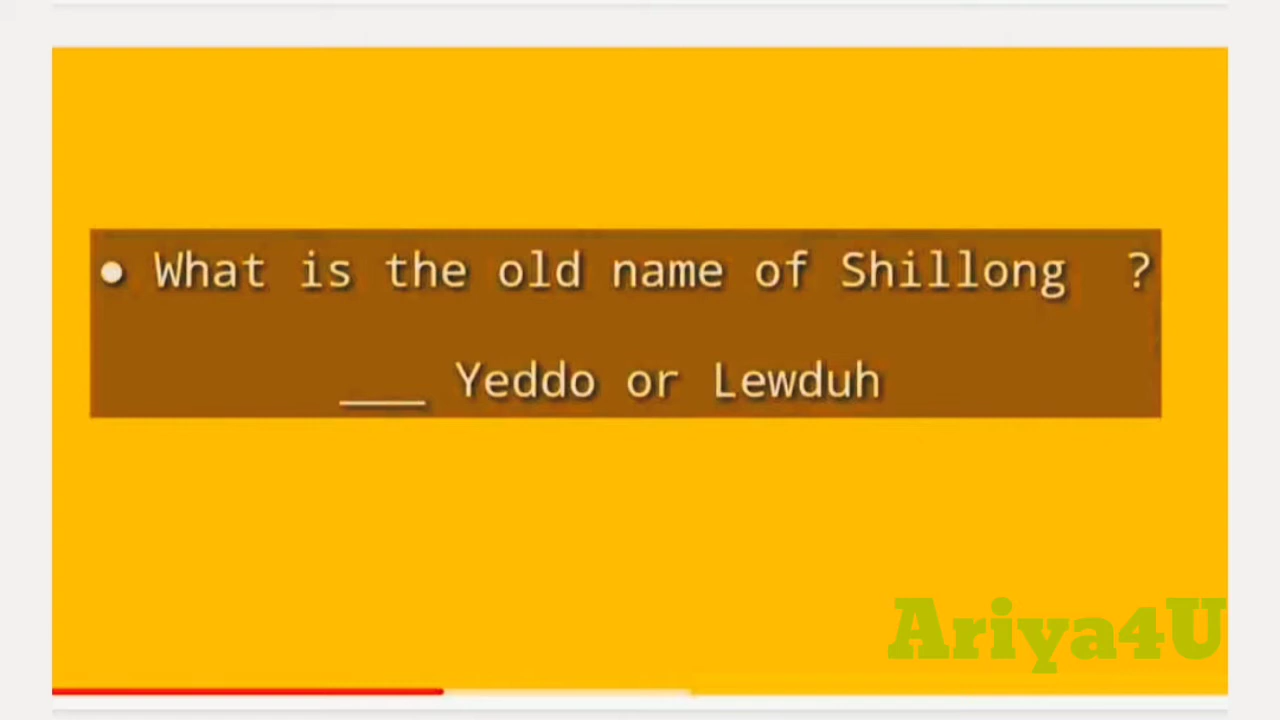 • What is the old name of Shillong ?
___ Yeddo or Lewduh
Ariya4U